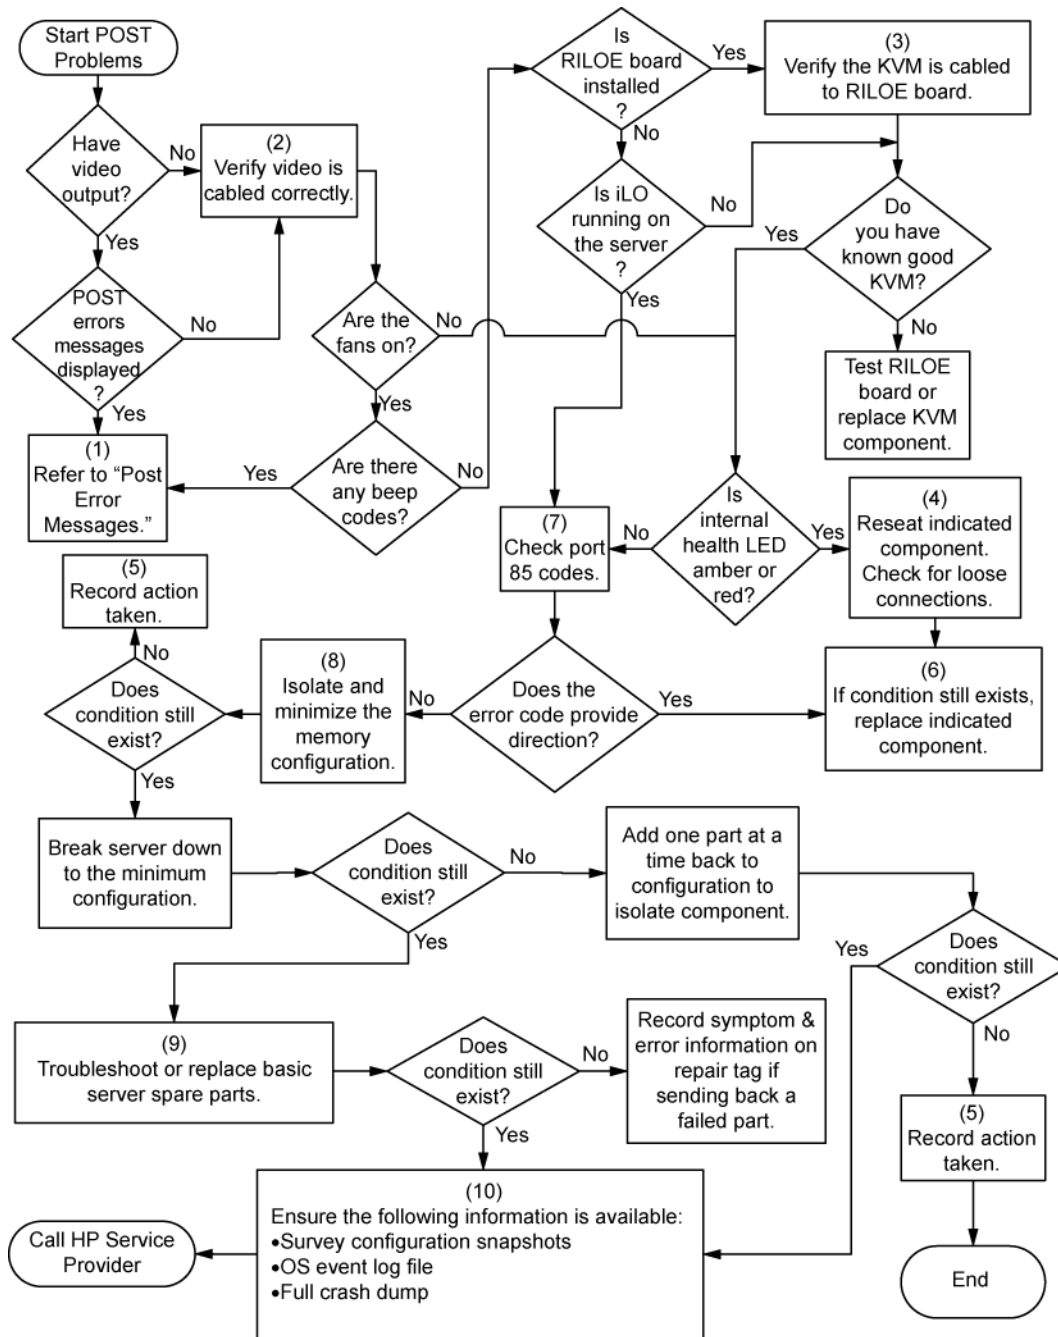 Start POST
Problems
Have
video
output?
No
Yes
(2)
Verify video is
cabled correctly.
POST
errors
messages
displayed
?
No
Yes
(1)
Refer to “Post
Error
Messages.”
Are the
fans on?
No
Yes
Are there
any beep
codes?
Yes
No
Is
RILOE board
installed
?
Yes
No
(3)
Verify the KVM is cabled
to RILOE board.
Is iLO
running on
the server
?
No
Yes
Do
you have
known good
KVM?
Yes
No
Test RILOE
board or
replace KVM
component.
Is
internal
health LED
amber or
red?
No
Yes
(4)
Reseat indicated
component.
Check for loose
connections.
(7)
Check port
85 codes.
(6)
If condition still exists,
replace indicated
component.
Does the
error code provide
direction?
No
Yes
(8)
Isolate and
minimize the
memory
configuration.
(5)
Record action
taken.
No
Does
condition still
exist?
Yes
Break server down
to the minimum
configuration.
Does
condition still
exist?
No
Yes
Add one part at a
time back to
configuration to
isolate component.
Does
condition still
exist?
Yes
No
(9)
Troubleshoot or replace basic
server spare parts.
Does
condition still
exist?
No
Yes
Record symptom &
error information on
repair tag if
sending back a
failed part.
(5)
Record action
taken.
(10)
Ensure the following information is available:
•Survey configuration snapshots
•OS event log file
•Full crash dump
Call HP Service
Provider
End